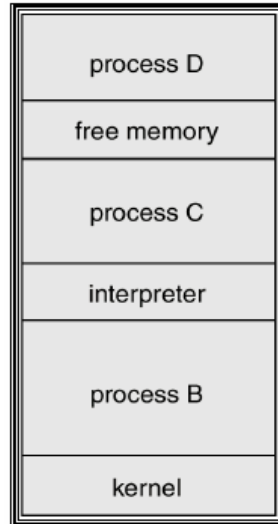 process D
free memory
process C
interpreter
process B
kernel